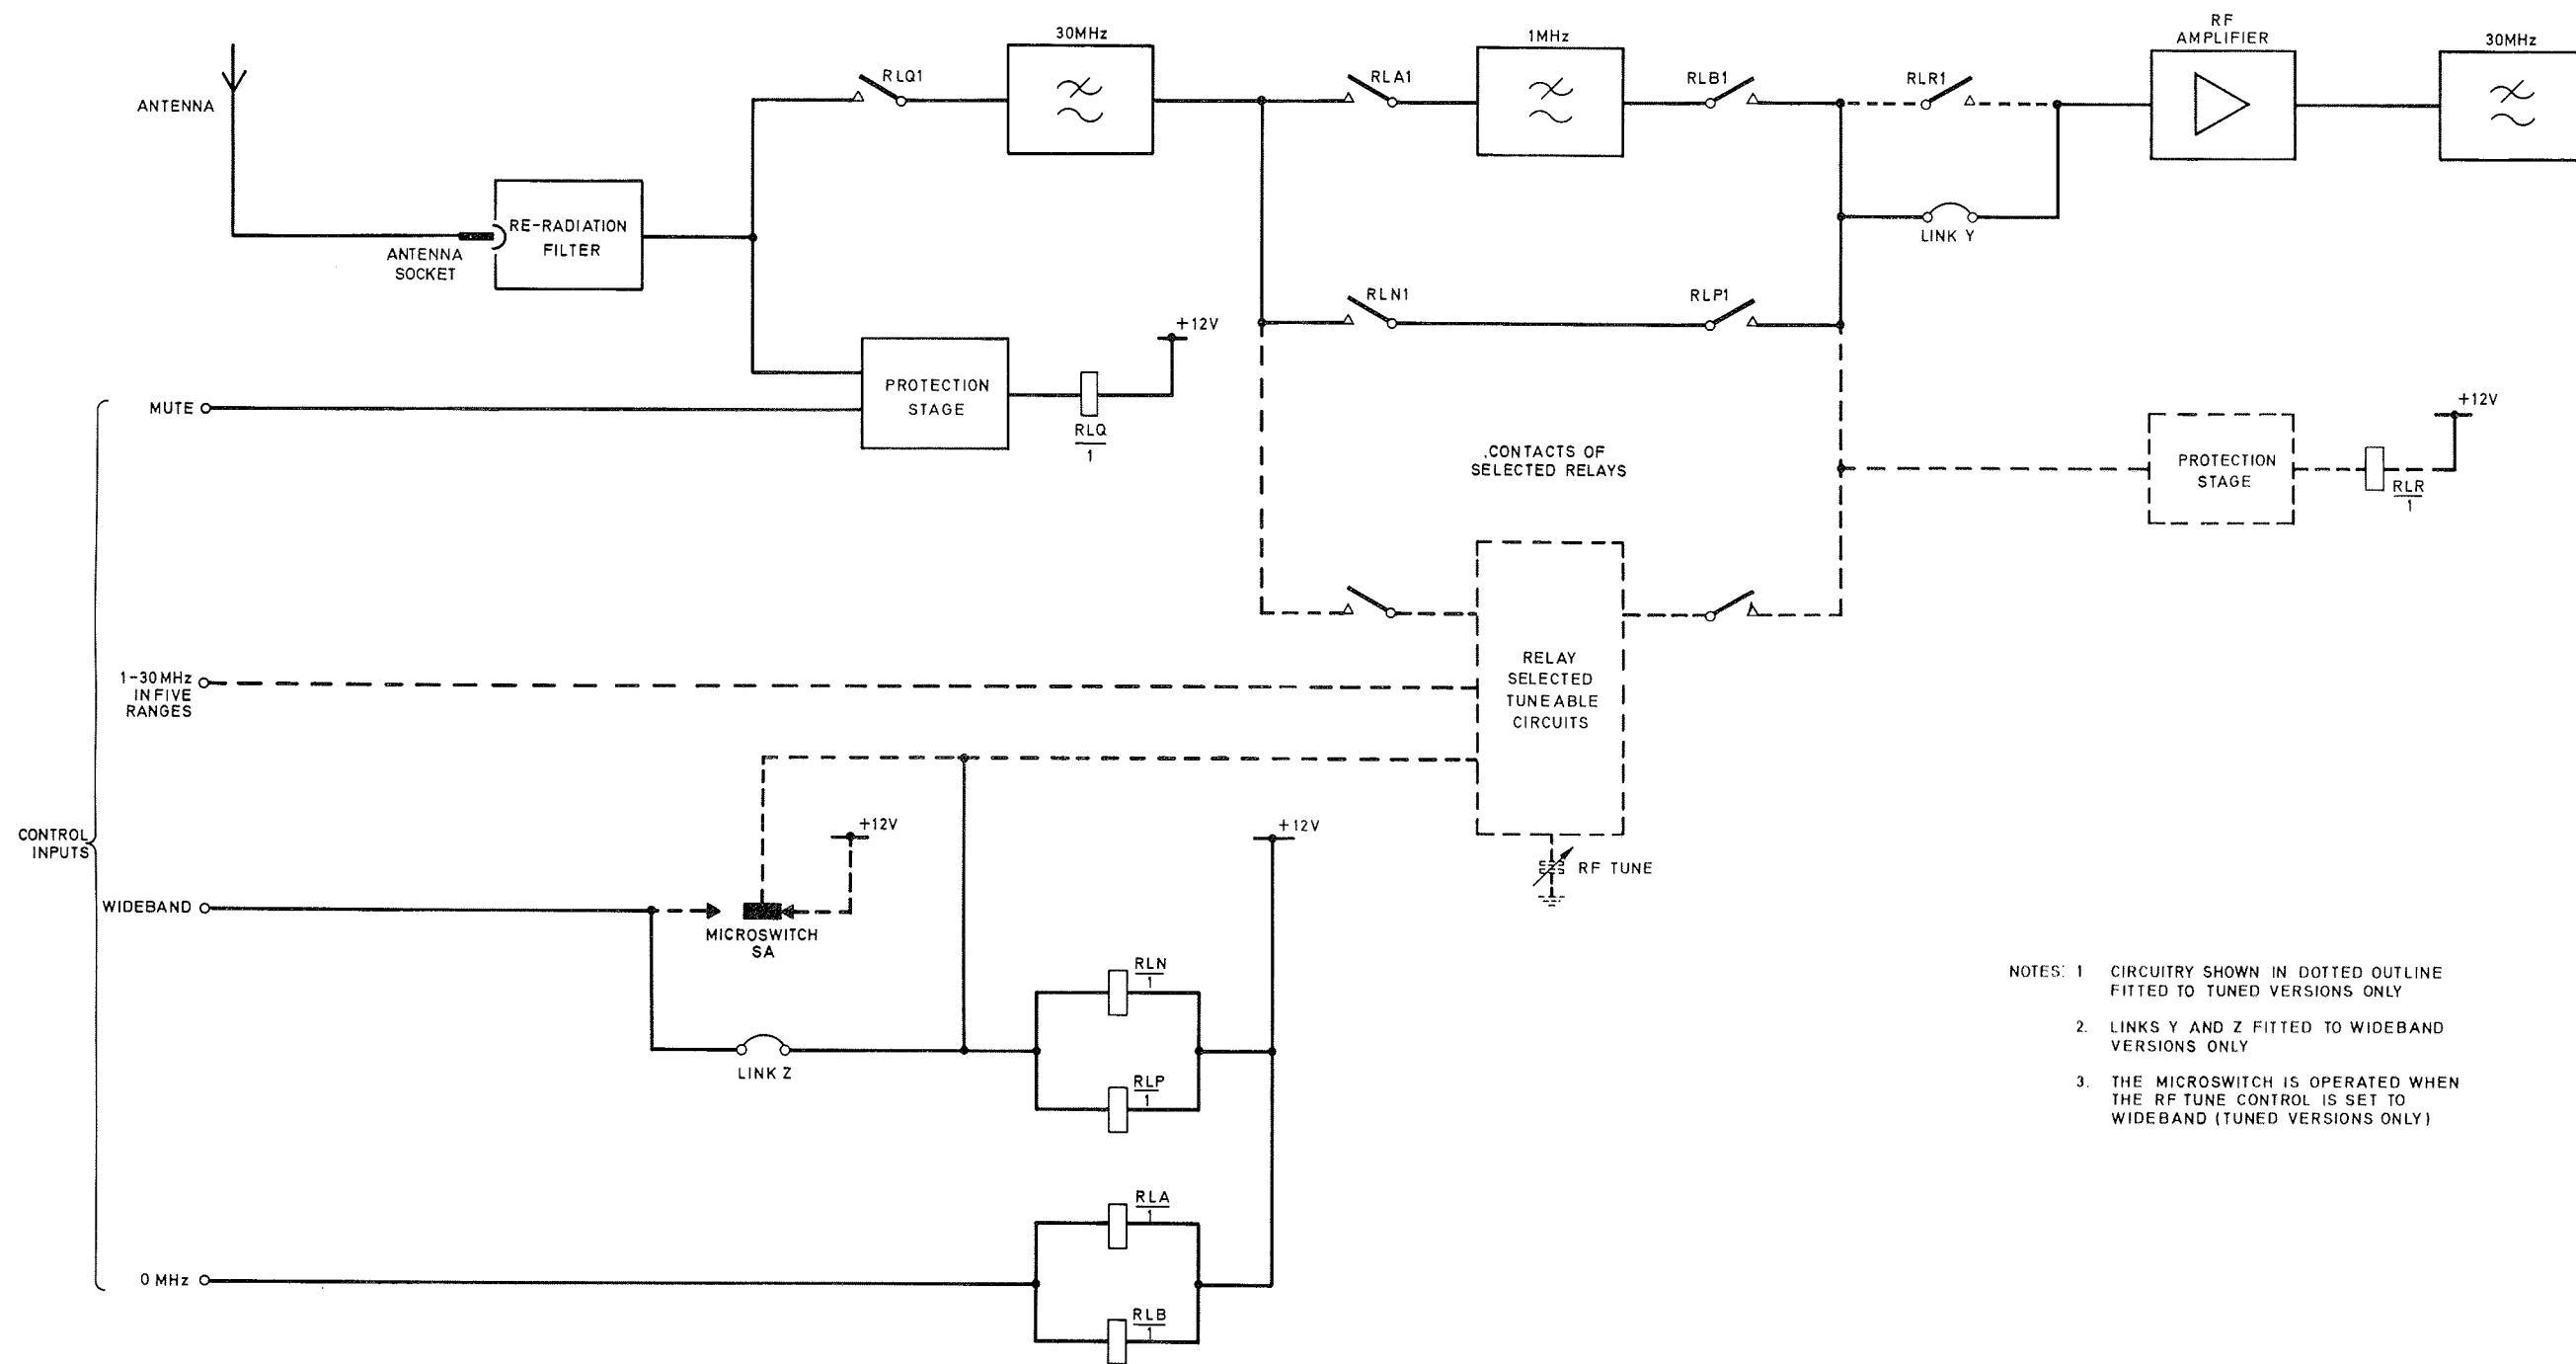 RF
AMPLIFIER
30MHz
1MHz
30MHz
RLQ1
RLA1
RLB1
RLR1
ANTENNA
RE-RADIATION
FILTER
ANTENNA
SOCKET
LINK Y
RLN1
RLP1
+12V
PROTECTION
STAGE
MUTE
RLQ
1
+12V
CONTACTS OF
SELECTED RELAYS
PROTECTION
STAGE
RLR
1
1-30MHz
IN FIVE
RANGES
RELAY
SELECTED
TUNEABLE
CIRCUITS
CONTROL
INPUTS
+12V
+12V
RF TUNE
WIDEBAND
MICROSWITCH
SA
RLN
1
LINK Z
RLP
1
NOTES: 1 CIRCUITRY SHOWN IN DOTTED OUTLINE
FITTED TO TUNED VERSIONS ONLY
2. LINKS Y AND Z FITTED TO WIDEBAND
VERSIONS ONLY
3. THE MICROSWITCH IS OPERATED WHEN
THE RF TUNE CONTROL IS SET TO
WIDEBAND (TUNED VERSIONS ONLY)
RLA
1
0 MHz
RLB
1